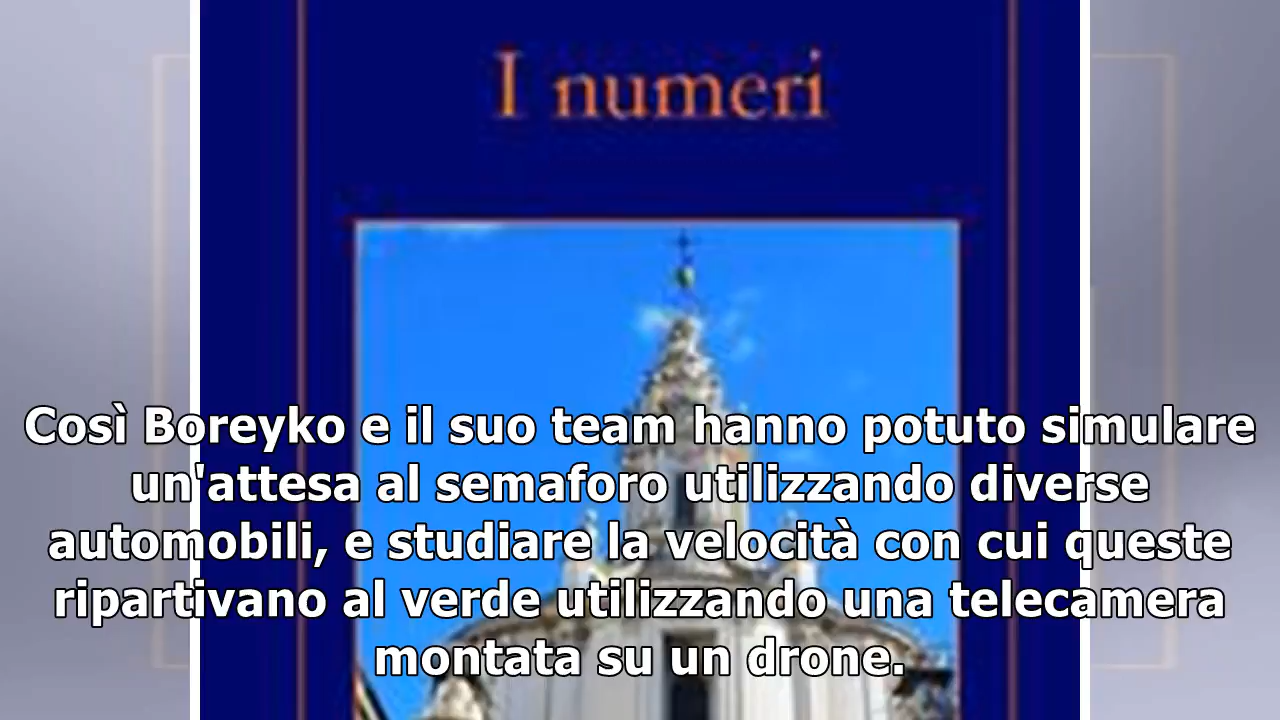 I numeri
Così Boreyko e il suo team hanno potuto simulare
un'attesa al semaforo utilizzando diverse
automobili, e studiare la velocità con cui queste
ripartivano al verde utilizzando una telecamera
montata su un drone.